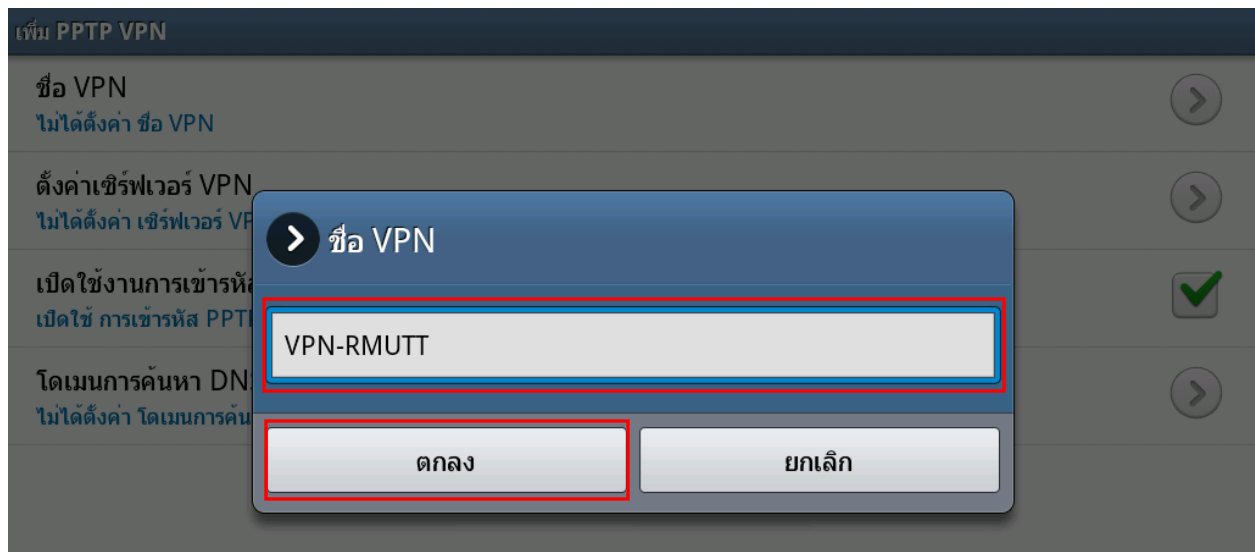 เพิ่ม PPTP VPN
ชื่อ VPN
ไม่ได้ตั้งค่า ชื่อ VPN
ตั้งค่าเซิร์ฟเวอร์ VPN
ไม่ได้ตั้งค่า เซิร์ฟเวอร์
ชื่อ VPN
เปิดใช้งานการเข้ารหัส
เปิดใช้ การเข้ารหัส
VPN-RMUTT
โดเมนการค้นหา
ไม่ได้ตั้งค่า โดเมนการค้น
ตกลง ยกเลิก